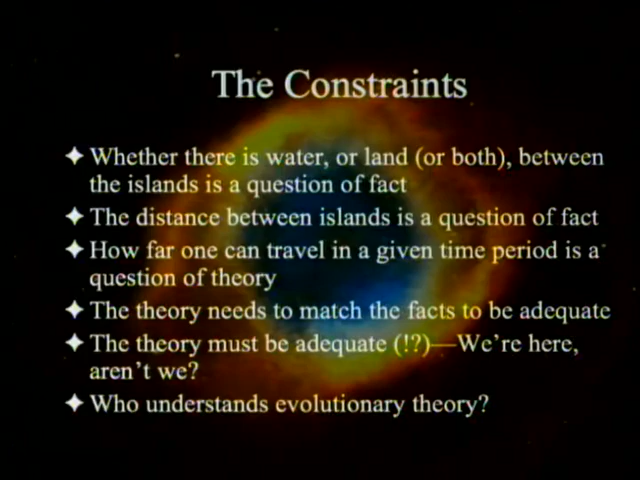 The Constraints
Whether there is water, or land (or both), between
the islands is a question of fact
The distance between islands is a question of fact
How far one can travel in a given time period is a
question of theory
The theory needs to match the facts to be adequate
The theory must be adequate (!?)—We're here,
aren't we?
Who understands evolutionary theory?